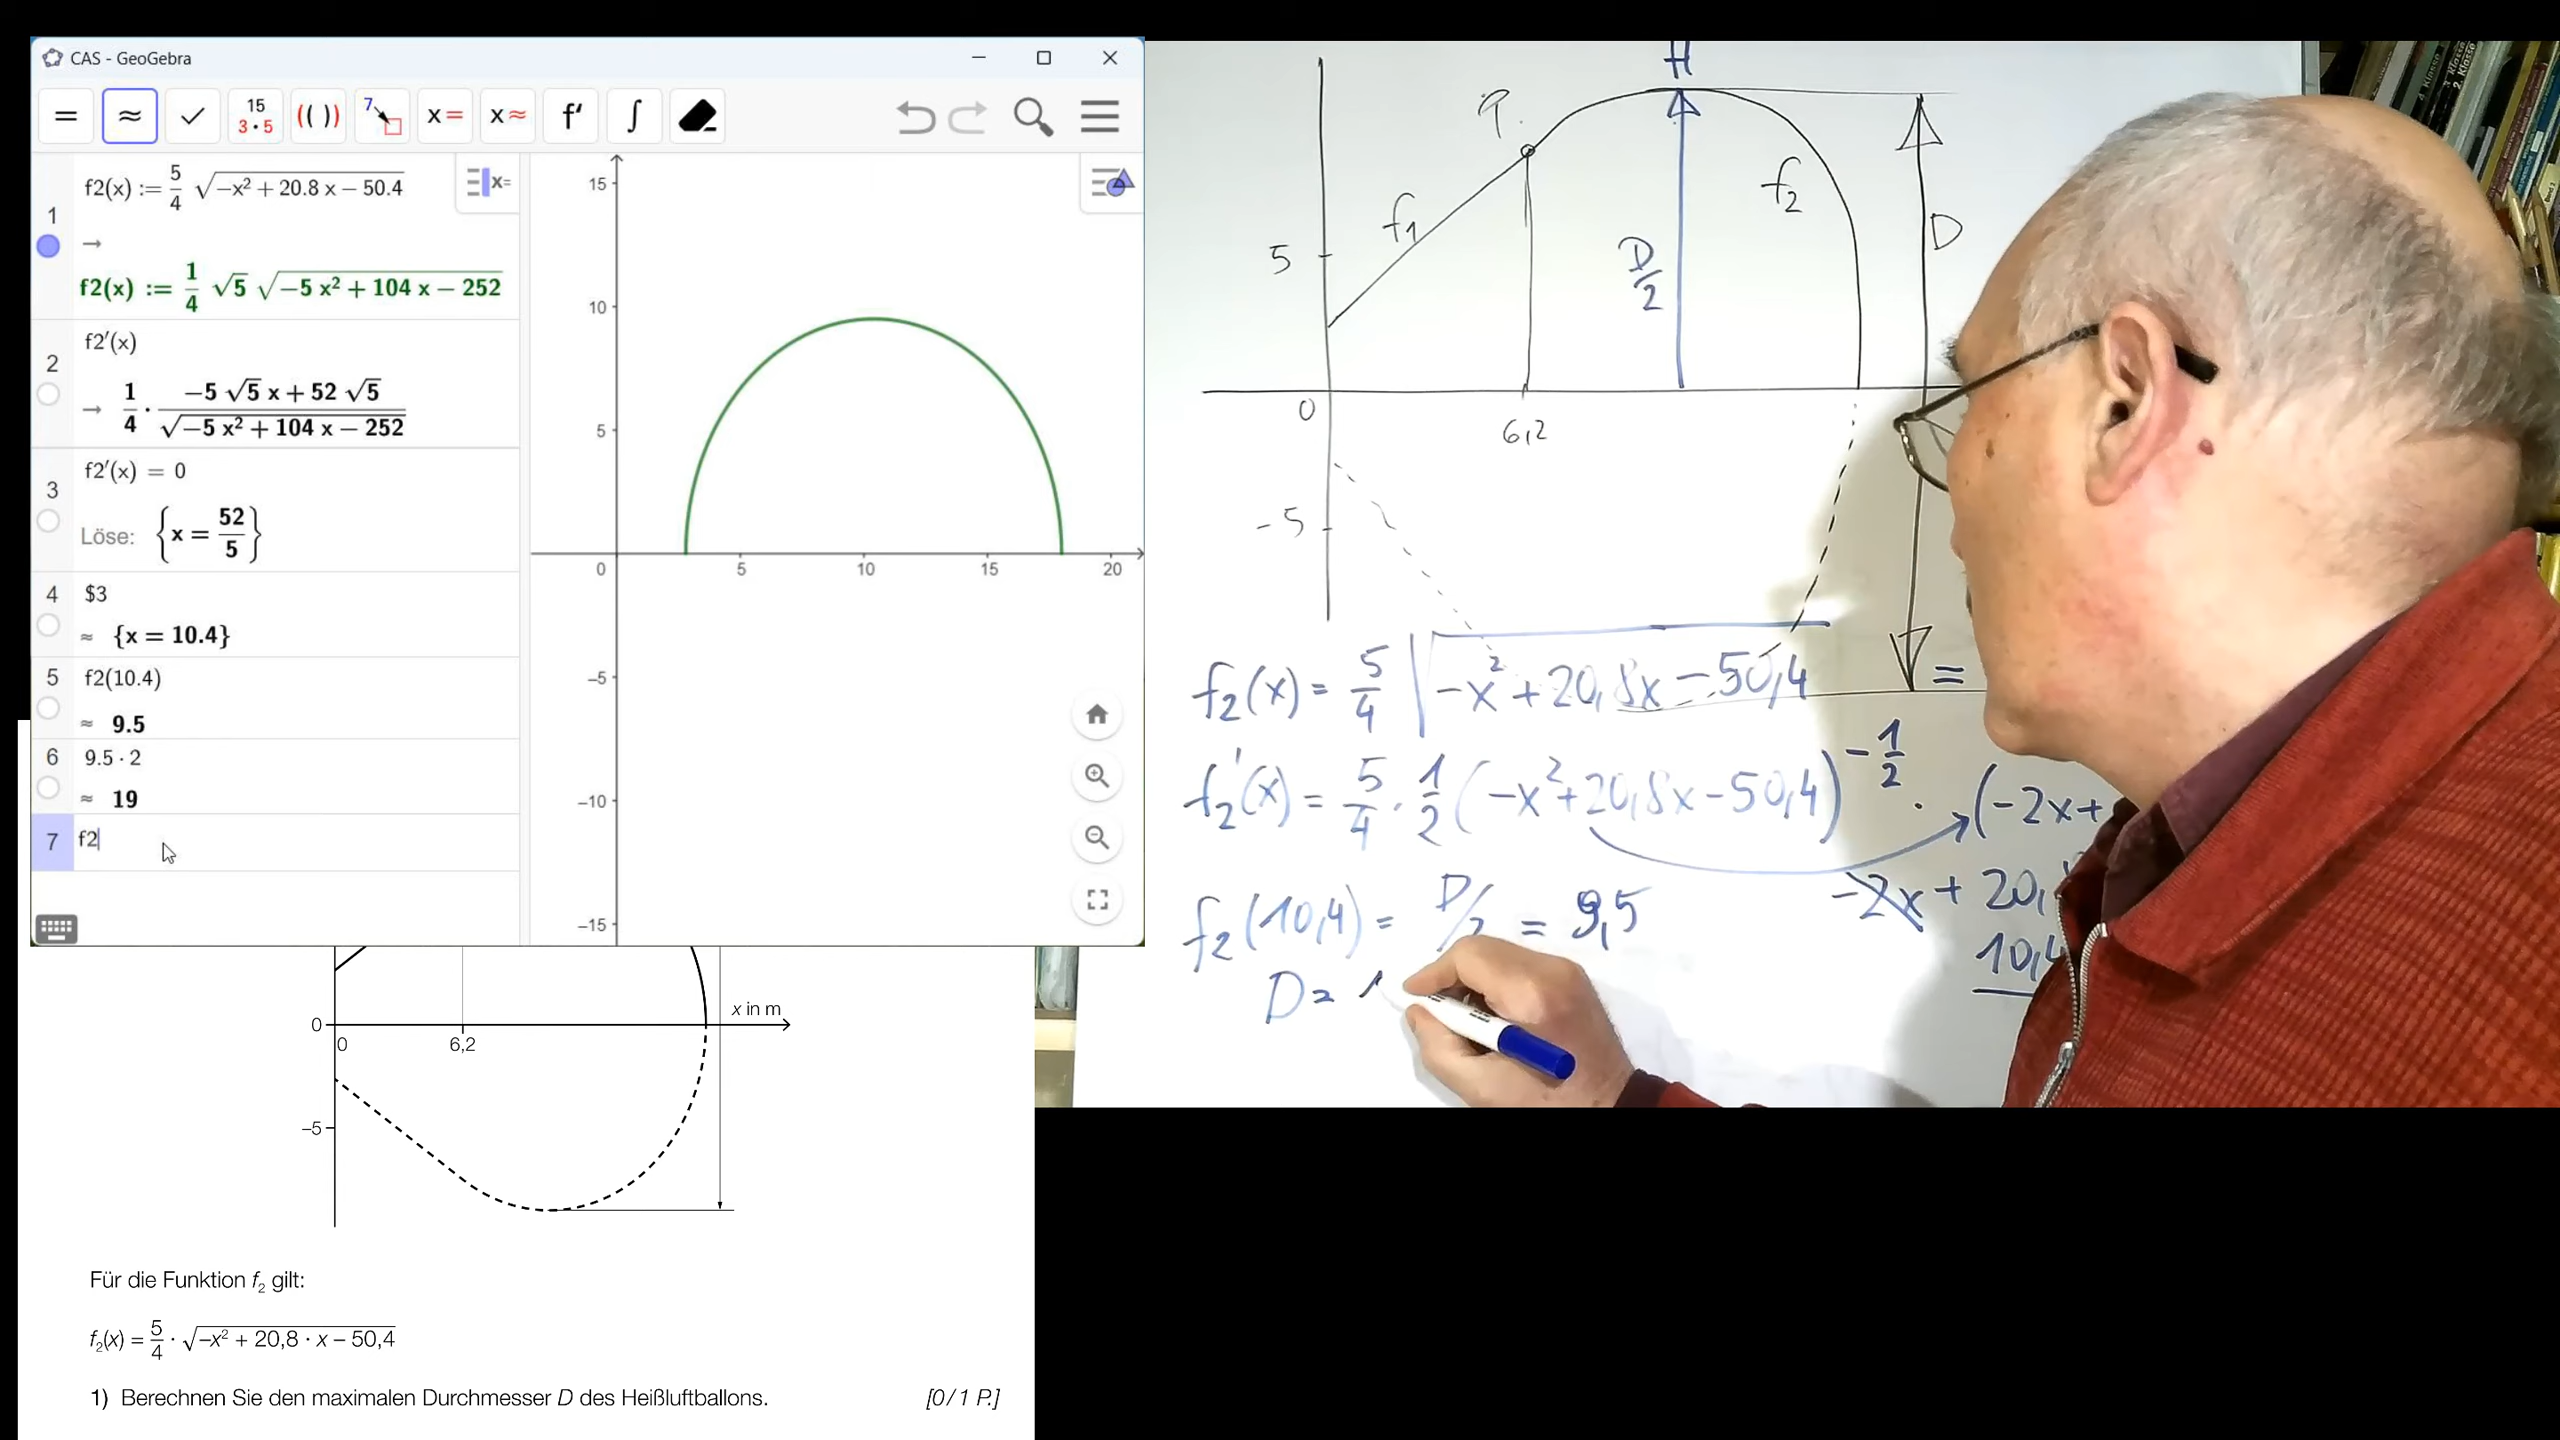 CAS - GeoGebra
= ≈ ✓ 15 3·5 (( )) 7 x= x≈ f′ ∫
1 f2(x) := 5/4 √(−x² + 20.8 x − 50.4)
x=
→ f2(x) := 1/4 √5 √(−5 x² + 104 x − 252)
2 f2′(x)
→ 1/4 · (−5 √5 x + 52 √5)/√(−5 x² + 104 x − 252)
3 f2′(x) = 0
Löse: {x = 52/5}
4 $3
≈ {x = 10.4}
5 f2(10.4)
≈ 9.5
6 9.5 · 2
≈ 19
7 f2
15
10
5
0 5 10 15 20
−5
−10
−15
H
f₁
f₂
D/2
D
5
0
6,2
-5
f₂(x) = 5/4 √(-x² + 20,8x - 50,4)
=
f₂'(x) = 5/4 · 1/2 (-x² + 20,8x - 50,4)^(-1/2) · (-2x+
-2x + 20,
f₂(10,4) = D/2 = 9,5
10,4
D =
0
0 6,2
x in m
−5
Für die Funktion f₂ gilt:
f₂(x) = 5/4 · √(−x² + 20,8 · x − 50,4)
1) Berechnen Sie den maximalen Durchmesser D des Heißluftballons. [0/1 P.]